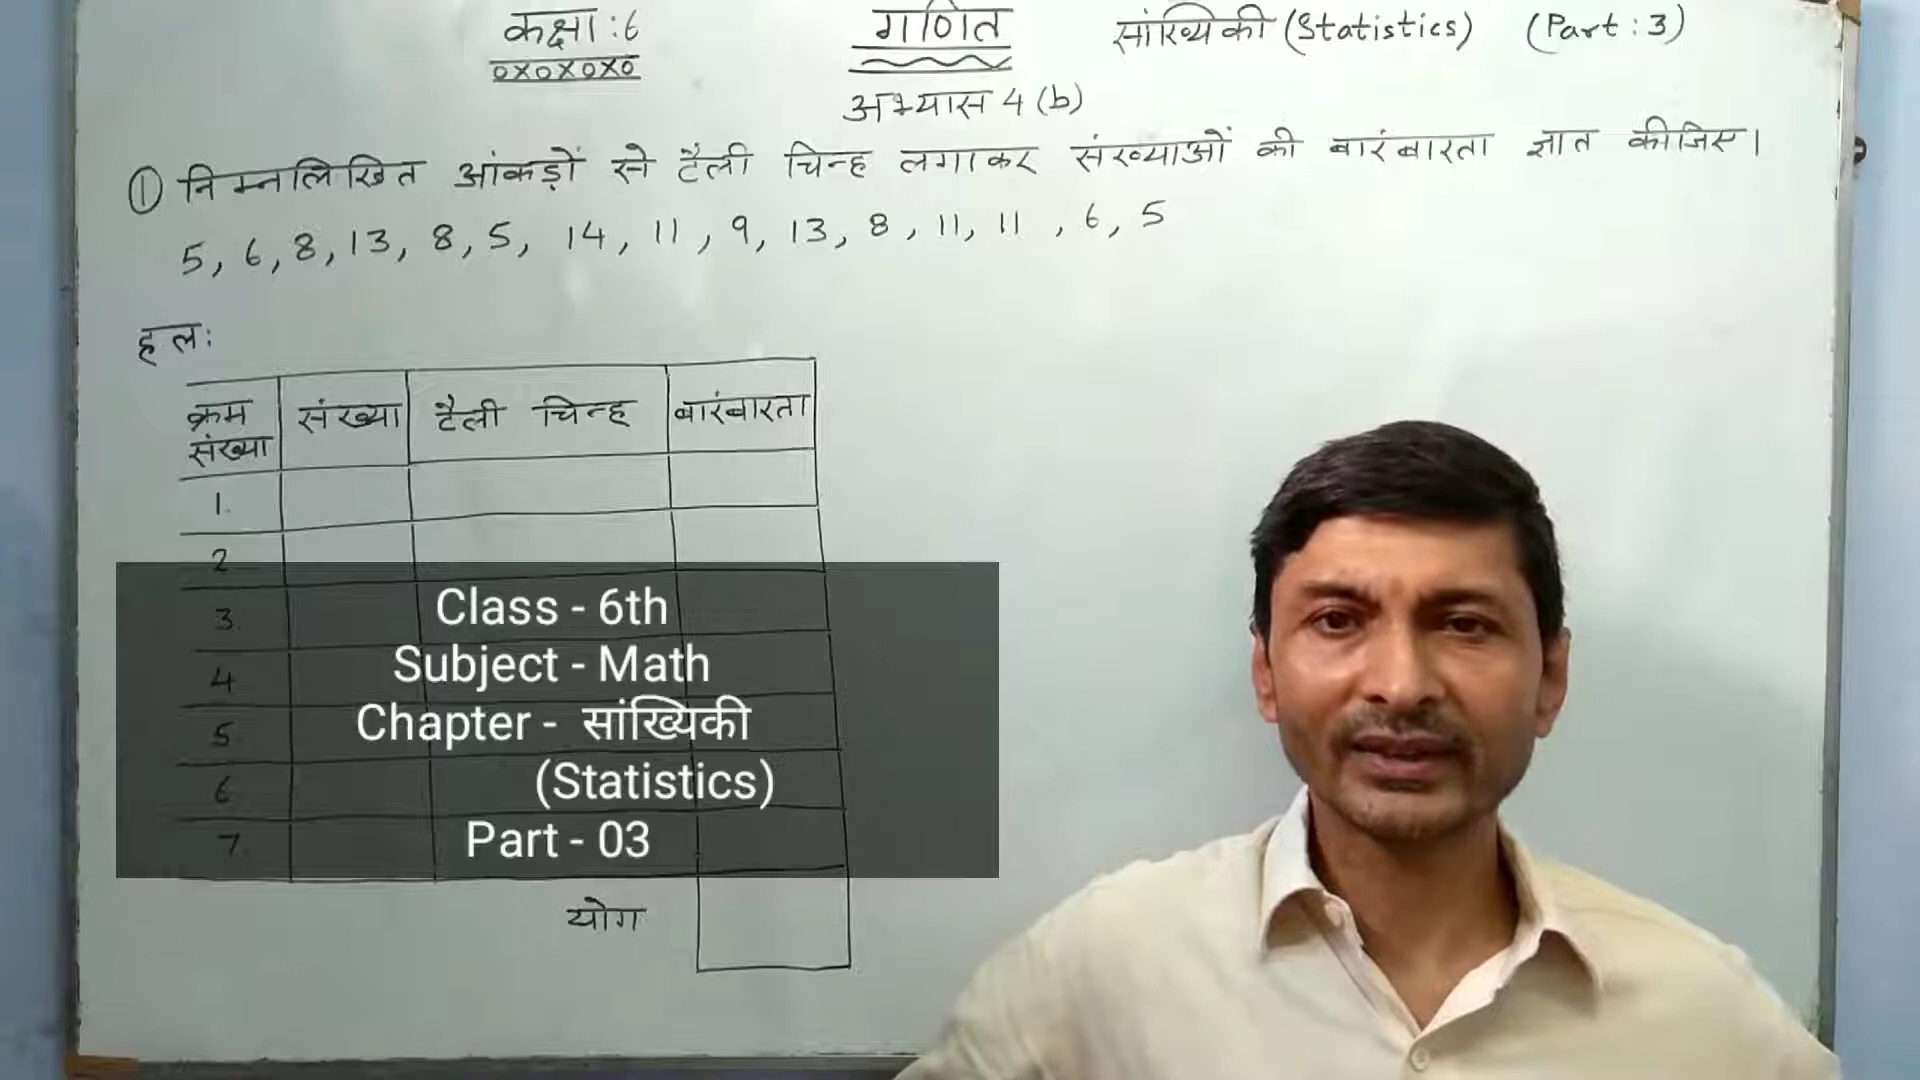 कक्षा : 6
गणित
सांख्यिकी (Statistics) (Part : 3)
0x0x0x0
अभ्यास 4 (b)
① निम्नलिखित आंकड़ों से टैली चिन्ह लगाकर संख्याओं की बारंबारता ज्ञात कीजिए।
5, 6, 8, 13, 8, 5, 14, 11, 9, 13, 8, 11, 11, 6, 5
हल:
क्रम संख्या संख्या टैली चिन्ह बारंबारता
1.
2
3.
4
5
6
7.
योग
Class - 6th
Subject - Math
Chapter - सांख्यिकी
(Statistics)
Part - 03